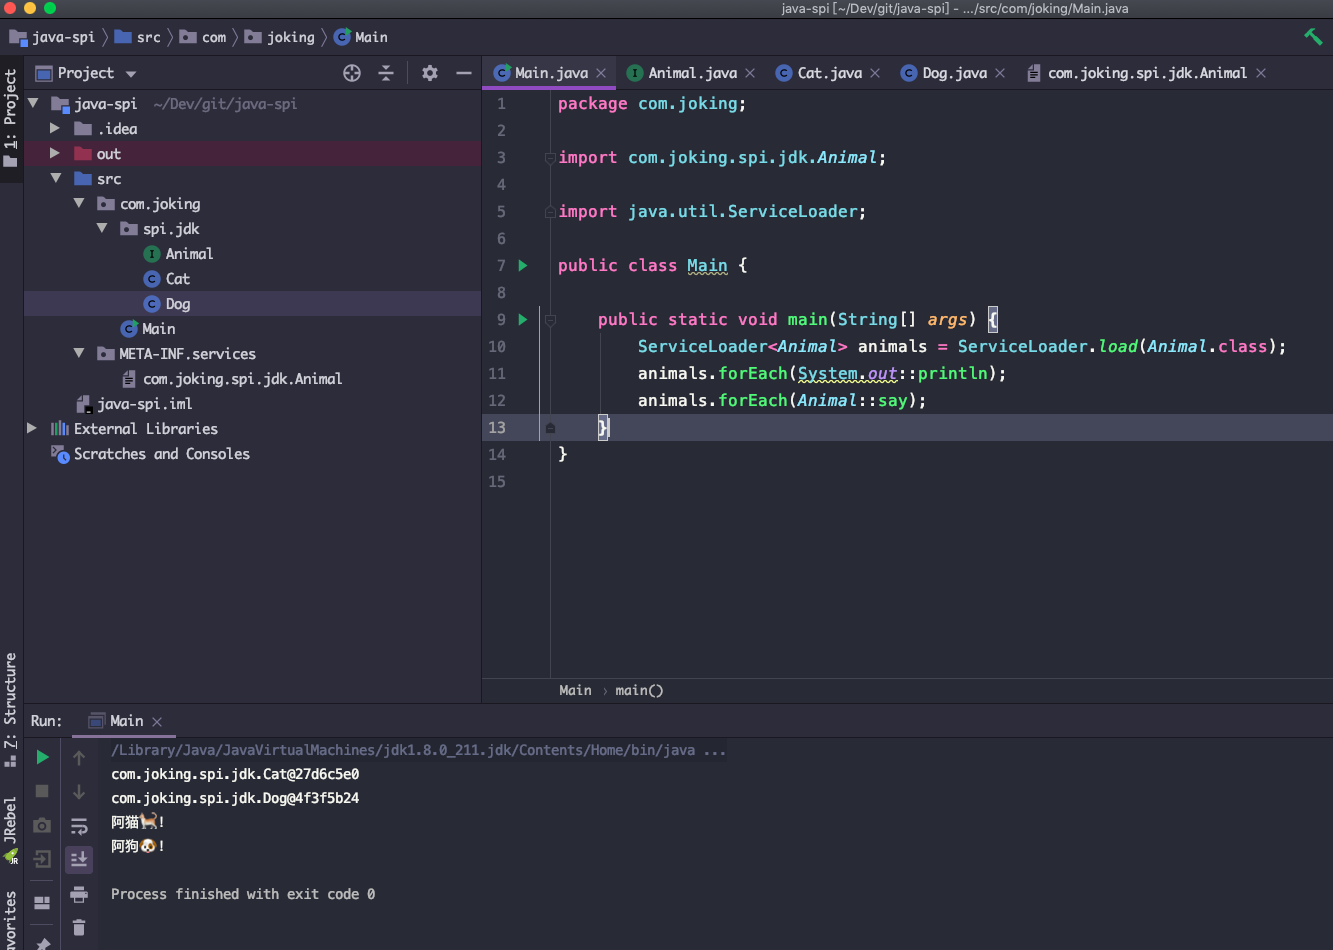 java-spi [~/Dev/git/java-spi] - .../src/com/joking/Main.java
java-spi src com joking Main
1: Project
Project
java-spi ~/Dev/git/java-spi
.idea
out
src
com.joking
spi.jdk
Animal
Cat
Dog
Main
META-INF.services
com.joking.spi.jdk.Animal
java-spi.iml
External Libraries
Scratches and Consoles
Main.java Animal.java Cat.java Dog.java com.joking.spi.jdk.Animal
1 package com.joking;
2
3 import com.joking.spi.jdk.Animal;
4
5 import java.util.ServiceLoader;
6
7 public class Main {
8
9 public static void main(String[] args) {
10 ServiceLoader<Animal> animals = ServiceLoader.load(Animal.class);
11 animals.forEach(System.out::println);
12 animals.forEach(Animal::say);
13 }
14 }
15
Main › main()
7: Structure
JRebel
JR
avorites
Run: Main
/Library/Java/JavaVirtualMachines/jdk1.8.0_211.jdk/Contents/Home/bin/java ...
com.joking.spi.jdk.Cat@27d6c5e0
com.joking.spi.jdk.Dog@4f3f5b24
阿猫🐈!
阿狗🐶!
Process finished with exit code 0